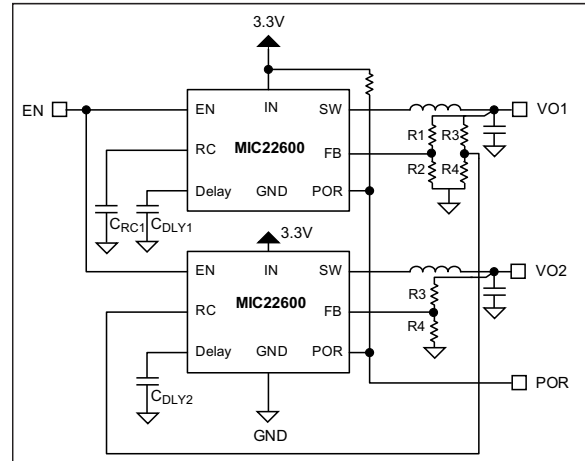 3.3V
EN
EN
IN
SW
VO1
R1
R3
RC
MIC22600
FB
R2
R4
Delay
GND
POR
CRC1
CDLY1
3.3V
EN
IN
SW
VO2
MIC22600
R3
RC
FB
R4
Delay
GND
POR
CDLY2
POR
GND